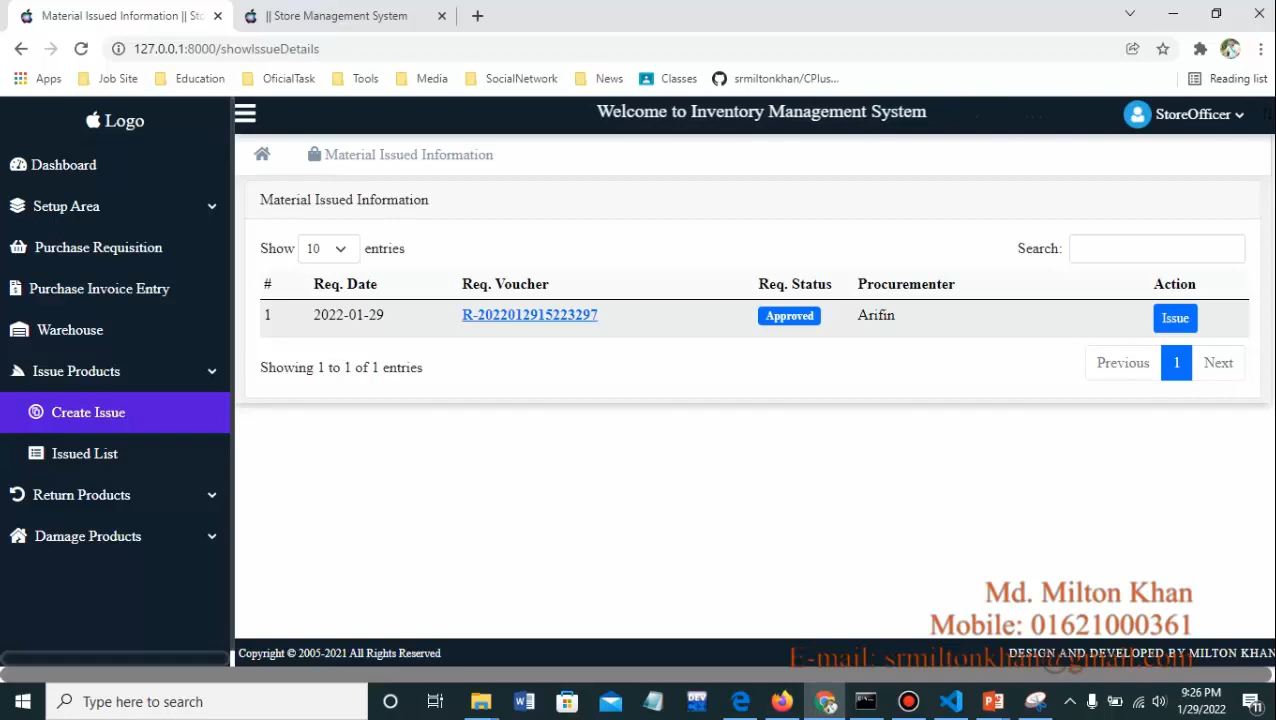 Material Issued Information || Sto
|| Store Management System
127.0.0.1:8000/showIssueDetails
Apps Job Site Education OficialTask Tools Media SocialNetwork News Classes srmiltonkhan/CPlus... Reading list
Logo
Welcome to Inventory Management System
StoreOfficer
Dashboard
Setup Area
Purchase Requisition
Purchase Invoice Entry
Warehouse
Issue Products
Create Issue
Issued List
Return Products
Damage Products
Material Issued Information
Material Issued Information
Show 10 entries
Search:
# Req. Date Req. Voucher Req. Status Procurementer Action
1 2022-01-29 R-2022012915223297 Approved Arifin Issue
Showing 1 to 1 of 1 entries
Previous 1 Next
Md. Milton Khan
Mobile: 01621000361
E-mail: srmiltonkhan@gmail.com
Copyright © 2005-2021 All Rights Reserved
DESIGN AND DEVELOPED BY MILTON KHAN
Type here to search
DEV
9:26 PM
1/29/2022
11